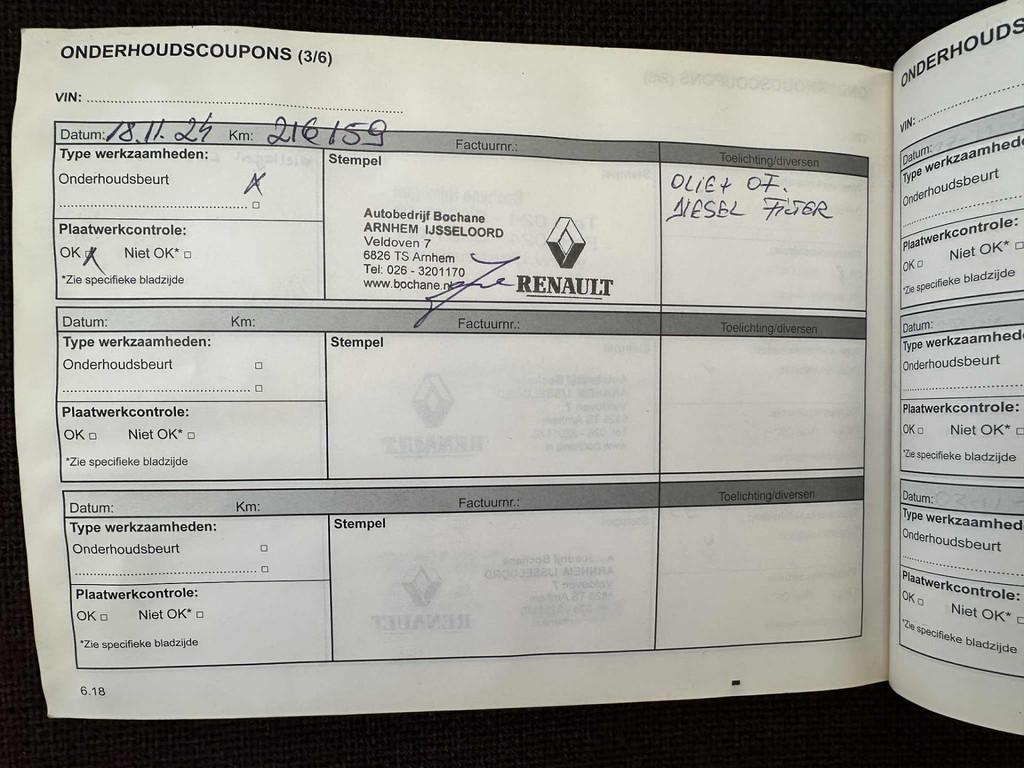 ONDERHOUDSCOUPONS (3/6)
VIN:
Datum: 18.11.24 Km: 216159 Factuurnr.: Toelichting/diversen
Type werkzaamheden:
Onderhoudsbeurt X
Plaatwerkcontrole:
OK X Niet OK* □
*Zie specifieke bladzijde
Stempel
Autobedrijf Bochane
ARNHEM IJSSELOORD
Veldoven 7
6826 TS Arnhem
Tel: 026 - 3201170
www.bochane.nl
RENAULT
OLIE+ OF.
DIESEL FILTER
Datum: Km: Factuurnr.: Toelichting/diversen
Type werkzaamheden:
Onderhoudsbeurt □
Plaatwerkcontrole:
OK □ Niet OK* □
*Zie specifieke bladzijde
Stempel
Datum: Km: Factuurnr.: Toelichting/diversen
Type werkzaamheden:
Onderhoudsbeurt □
Plaatwerkcontrole:
OK □ Niet OK* □
*Zie specifieke bladzijde
Stempel
6.18
ONDERHOUDS
VIN:
Datum:
Type werkzaamhed
Onderhoudsbeurt
Plaatwerkcontrole:
OK □ Niet OK* □
*Zie specifieke bladzijde
Datum:
Type werkzaamhed
Onderhoudsbeurt
Plaatwerkcontrole:
OK □ Niet OK* □
*Zie specifieke bladzijde
Datum:
Type werkzaamhed
Onderhoudsbeurt
Plaatwerkcontrole:
OK □ Niet OK* □
*Zie specifieke bladzijde